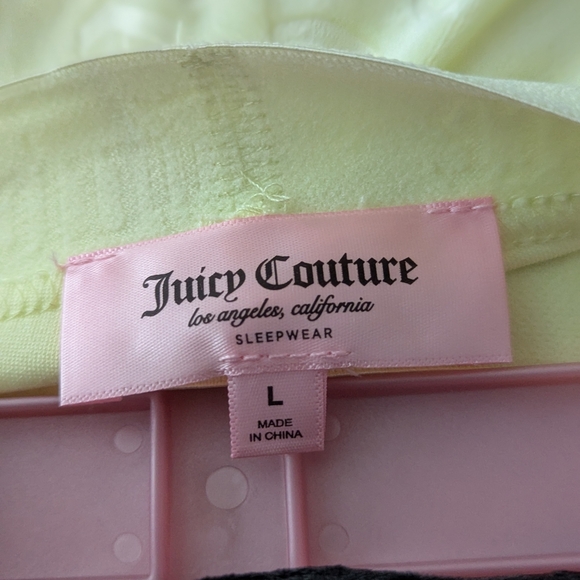 Juicy Couture
los angeles, california
SLEEPWEAR
L
MADE
IN CHINA